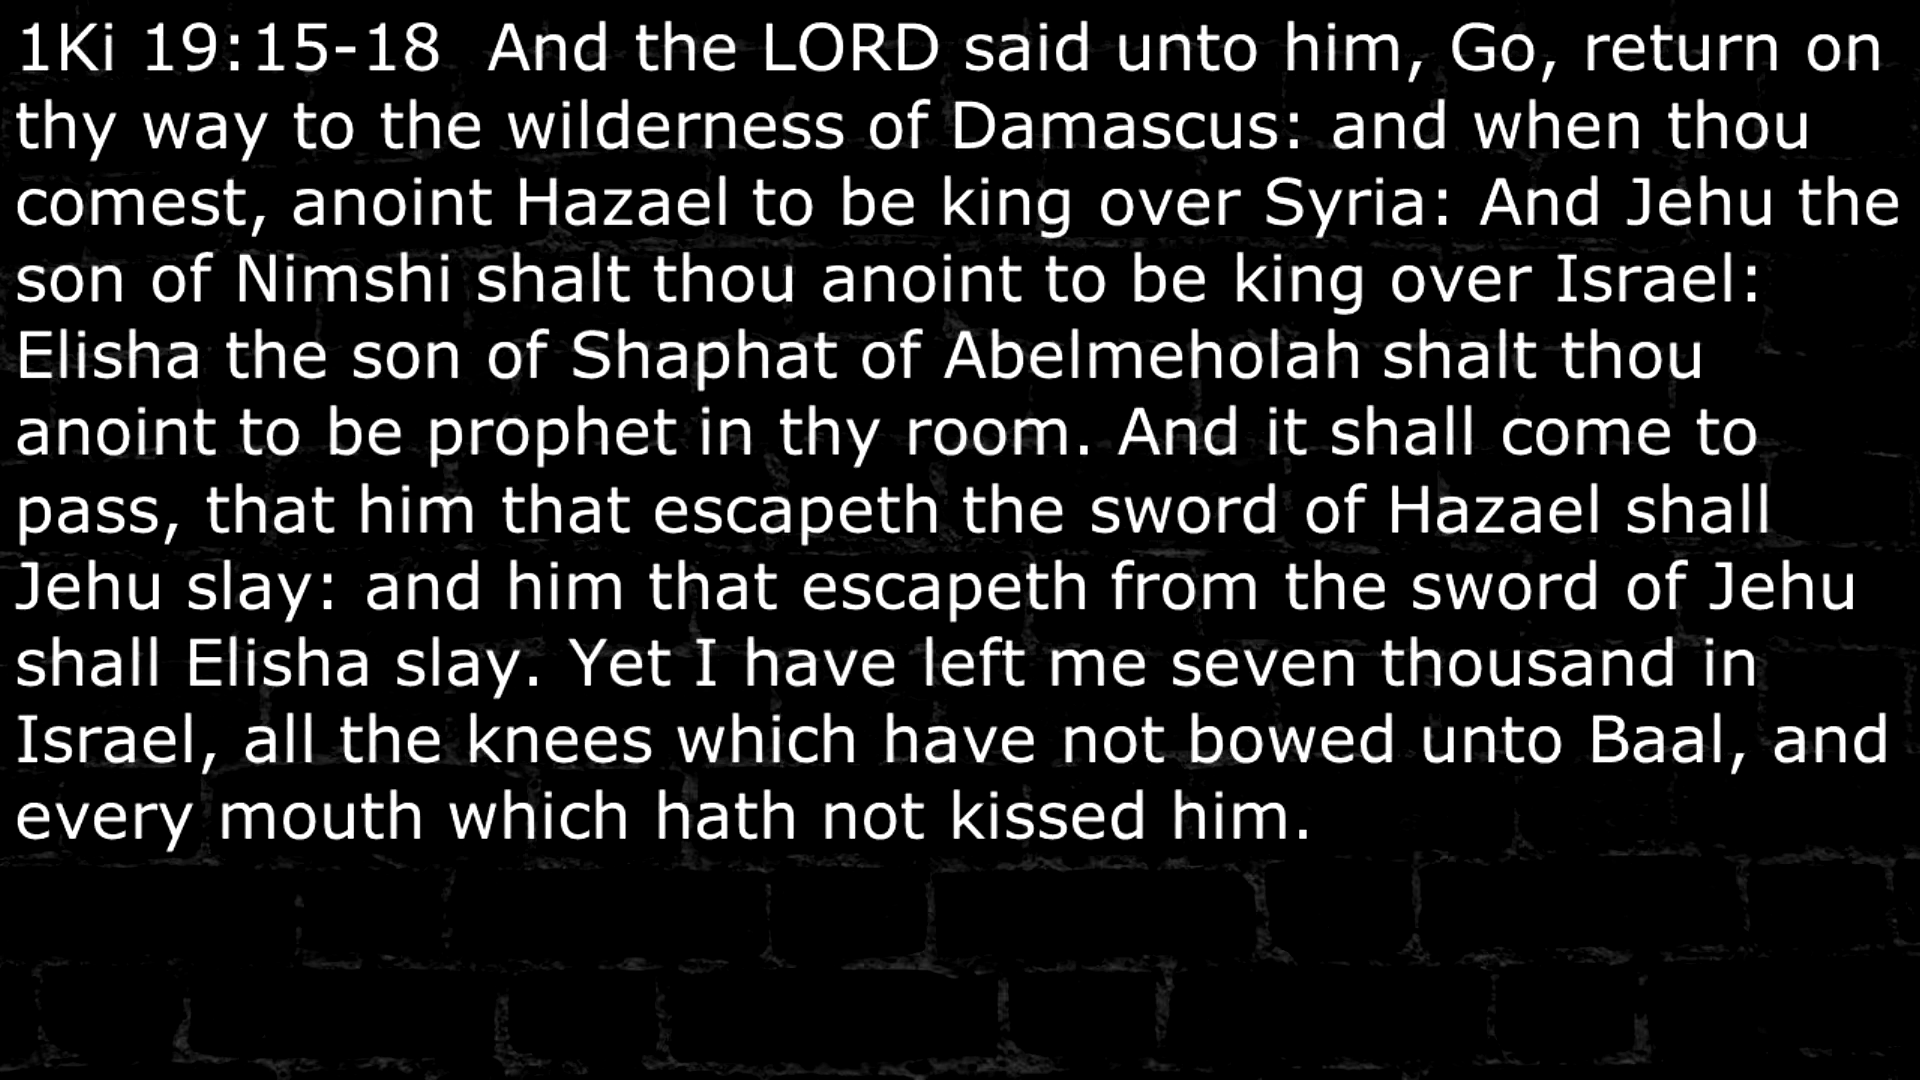 1Ki 19:15-18  And the LORD said unto him, Go, return on
thy way to the wilderness of Damascus: and when thou
comest, anoint Hazael to be king over Syria: And Jehu the
son of Nimshi shalt thou anoint to be king over Israel:
Elisha the son of Shaphat of Abelmeholah shalt thou
anoint to be prophet in thy room. And it shall come to
pass, that him that escapeth the sword of Hazael shall
Jehu slay: and him that escapeth from the sword of Jehu
shall Elisha slay. Yet I have left me seven thousand in
Israel, all the knees which have not bowed unto Baal, and
every mouth which hath not kissed him.